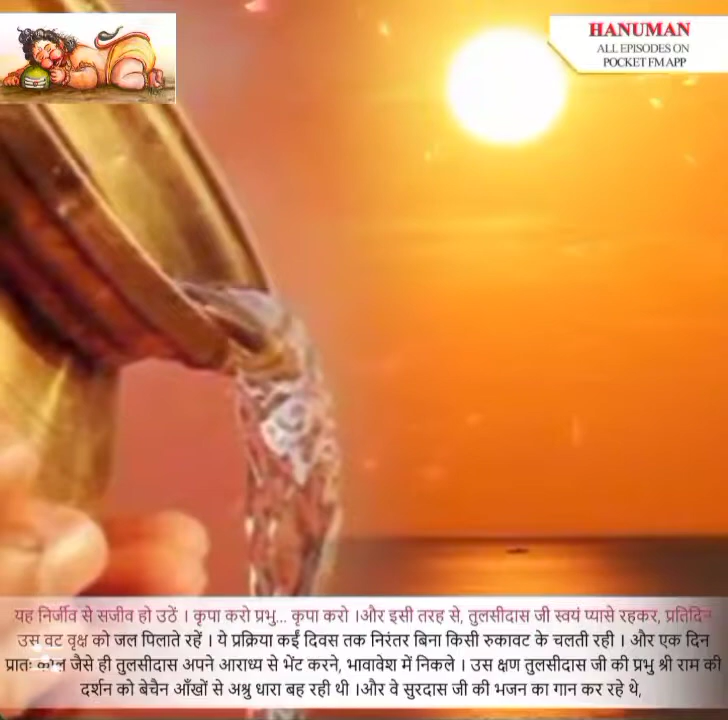 HANUMAN
ALL EPISODES ON
POCKET FM APP
यह निर्जीव से सजीव हो उठें । कृपा करो प्रभु... कृपा करो ।और इसी तरह से, तुलसीदास जी स्वयं प्यासे रहकर, प्रतिदिन
उस वट वृक्ष को जल पिलाते रहें । ये प्रक्रिया कईं दिवस तक निरंतर बिना किसी रुकावट के चलती रही । और एक दिन
प्रातः काल जैसे ही तुलसीदास अपने आराध्य से भेंट करने, भावावेश में निकले । उस क्षण तुलसीदास जी की प्रभु श्री राम की
दर्शन को बेचैन आँखों से अश्रु धारा बह रही थी ।और वे सुरदास जी की भजन का गान कर रहे थे,